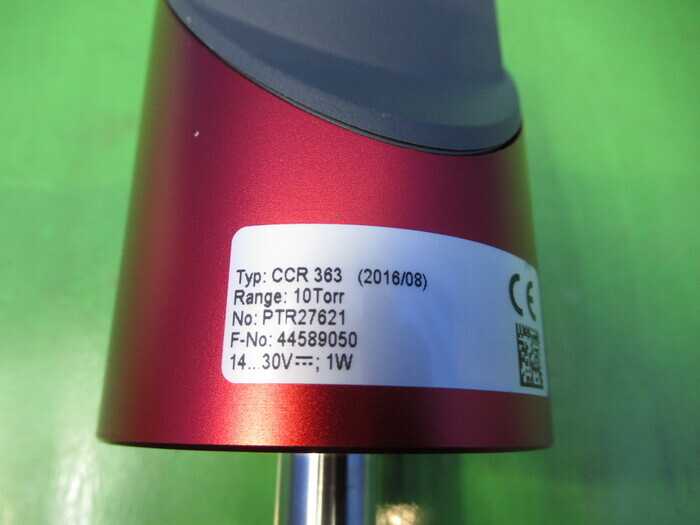 Typ: CCR 363 (2016/08)
Range: 10Torr
No: PTR27621
F-No: 44589050
14...30V⎓; 1W
CE